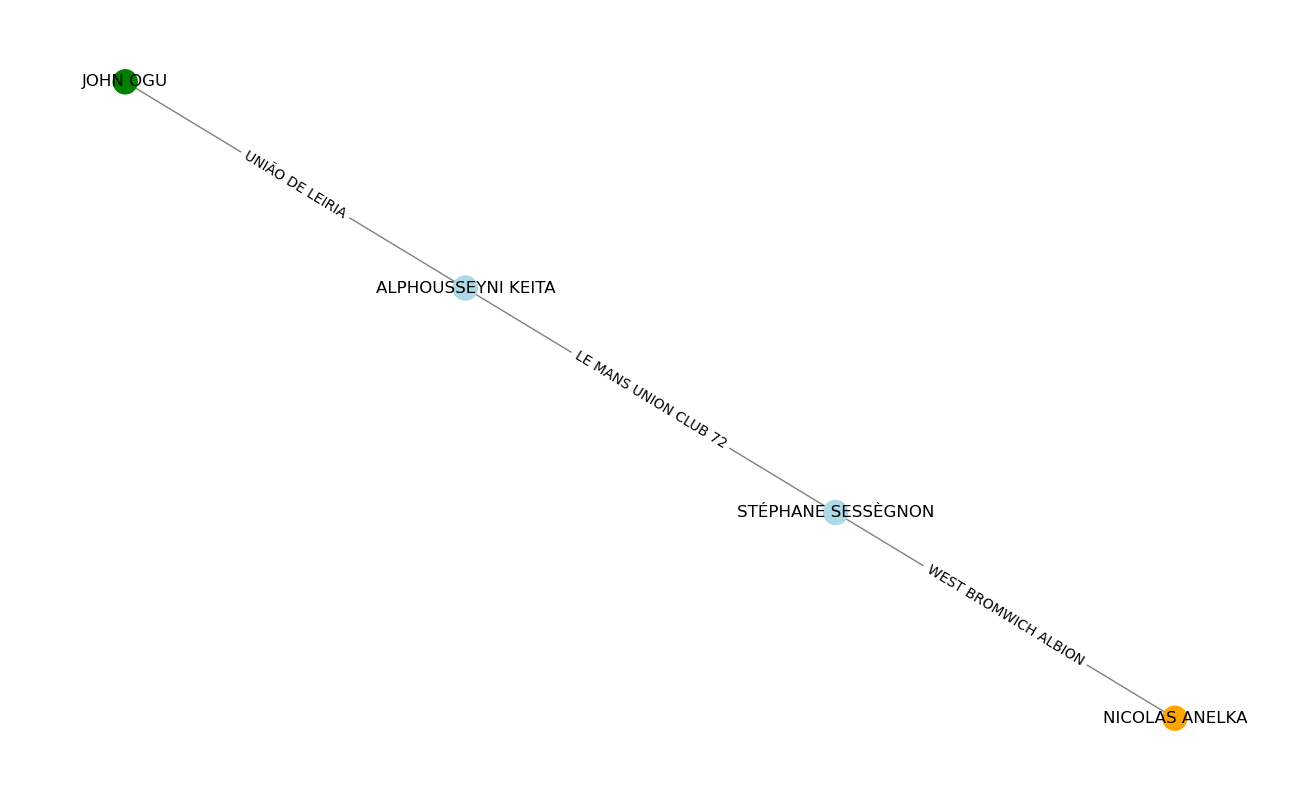 JOHN OGU
UNIÃO DE LEIRIA
ALPHOUSSEYNI KEITA
LE MANS UNION CLUB 72
STÉPHANE SESSÈGNON
WEST BROMWICH ALBION
NICOLAS ANELKA